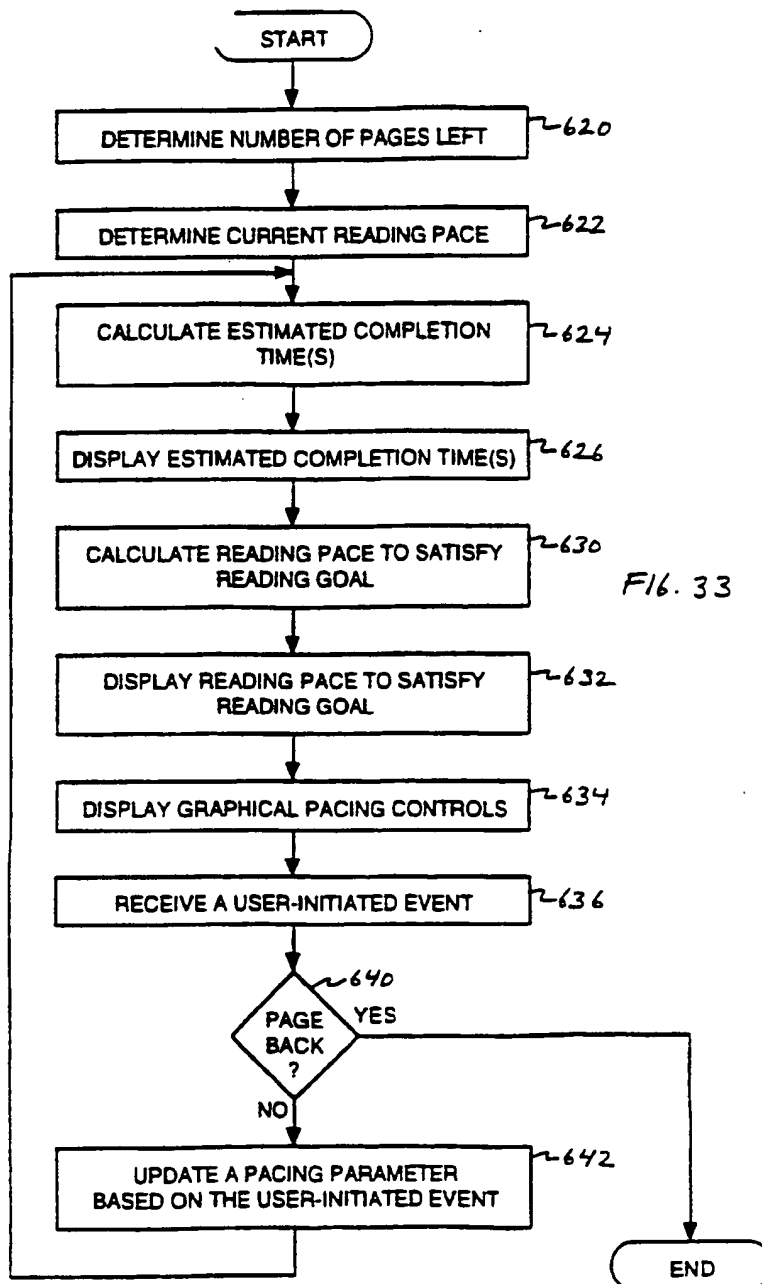 START
DETERMINE NUMBER OF PAGES LEFT
620
DETERMINE CURRENT READING PACE
622
CALCULATE ESTIMATED COMPLETION
TIME(S)
624
DISPLAY ESTIMATED COMPLETION TIME(S)
626
CALCULATE READING PACE TO SATISFY
READING GOAL
630
FIG. 33
DISPLAY READING PACE TO SATISFY
READING GOAL
632
DISPLAY GRAPHICAL PACING CONTROLS
634
RECEIVE A USER-INITIATED EVENT
636
640
PAGE
BACK
?
YES
NO
UPDATE A PACING PARAMETER
BASED ON THE USER-INITIATED EVENT
642
END